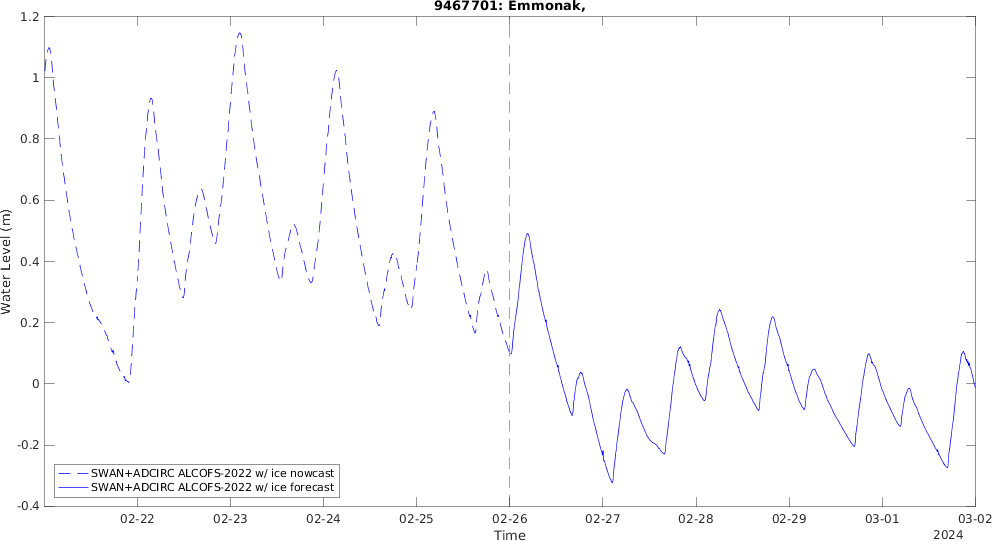 9467701: Emmonak,
1.2
1
0.8
0.6
0.4
0.2
0
-0.2
-0.4
Water Level (m)
SWAN+ADCIRC ALCOFS-2022 w/ ice nowcast
SWAN+ADCIRC ALCOFS-2022 w/ ice forecast
02-22 02-23 02-24 02-25 02-26 02-27 02-28 02-29 03-01 03-02
Time
2024